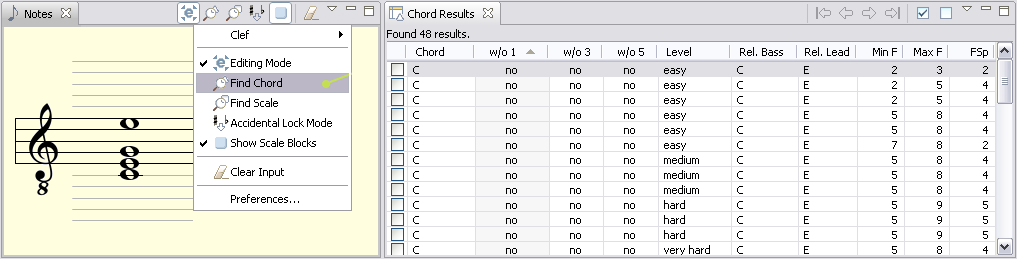 Notes
Clef
Editing Mode
Find Chord
Find Scale
Accidental Lock Mode
Show Scale Blocks
Clear Input
Preferences...
8
Chord Results
Found 48 results.
Chord w/o 1 w/o 3 w/o 5 Level Rel. Bass Rel. Lead Min F Max F FSp
C no no no easy C E 2 3 2
C no no no easy C E 2 5 4
C no no no easy C E 2 5 4
C no no no easy C E 5 8 4
C no no no easy C E 5 8 4
C no no no easy C E 7 8 2
C no no no medium C E 5 8 4
C no no no medium C E 5 8 4
C no no no medium C E 5 8 4
C no no no hard C E 5 9 5
C no no no hard C E 5 9 5
C no no no hard C E 5 9 5
C no no no very hard C E 5 8 4